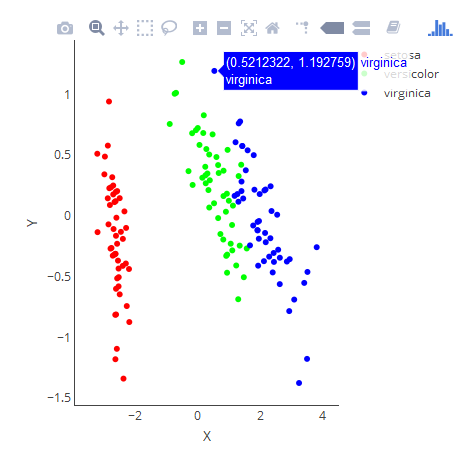 setosa
(0.5212322, 1.192759) virginica
virginica
versicolor
virginica
Y
1
0.5
0
−0.5
−1
−1.5
−2
0
2
4
X